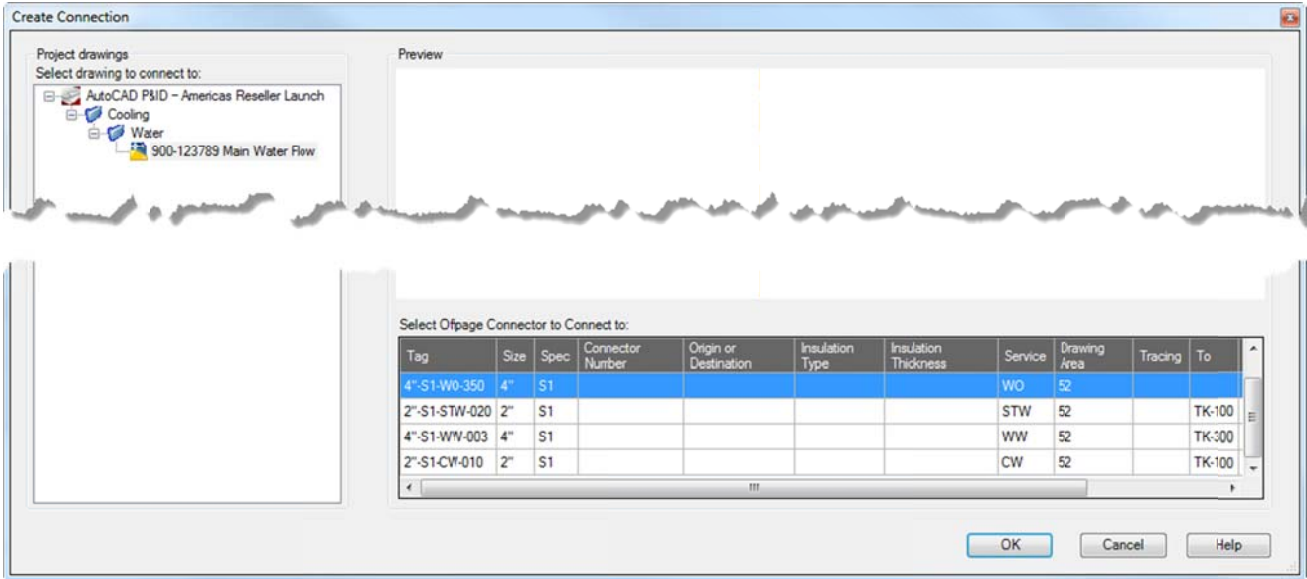 Create Connection
Project drawings
Select drawing to connect to:
AutoCAD P&ID – Americas Reseller Launch
Cooling
Water
900-123789 Main Water Flow
Preview
Select Ofpage Connector to Connect to:
Tag Size Spec Connector Number Origin or Destination Insulation Type Insulation Thickness Service Drawing Area Tracing To
4"-S1-WO-350 4" S1 WO 52
2"-S1-STW-020 2" S1 STW 52 TK-100
4"-S1-WW-003 4" S1 WW 52 TK-300
2"-S1-CW-010 2" S1 CW 52 TK-100
OK Cancel Help